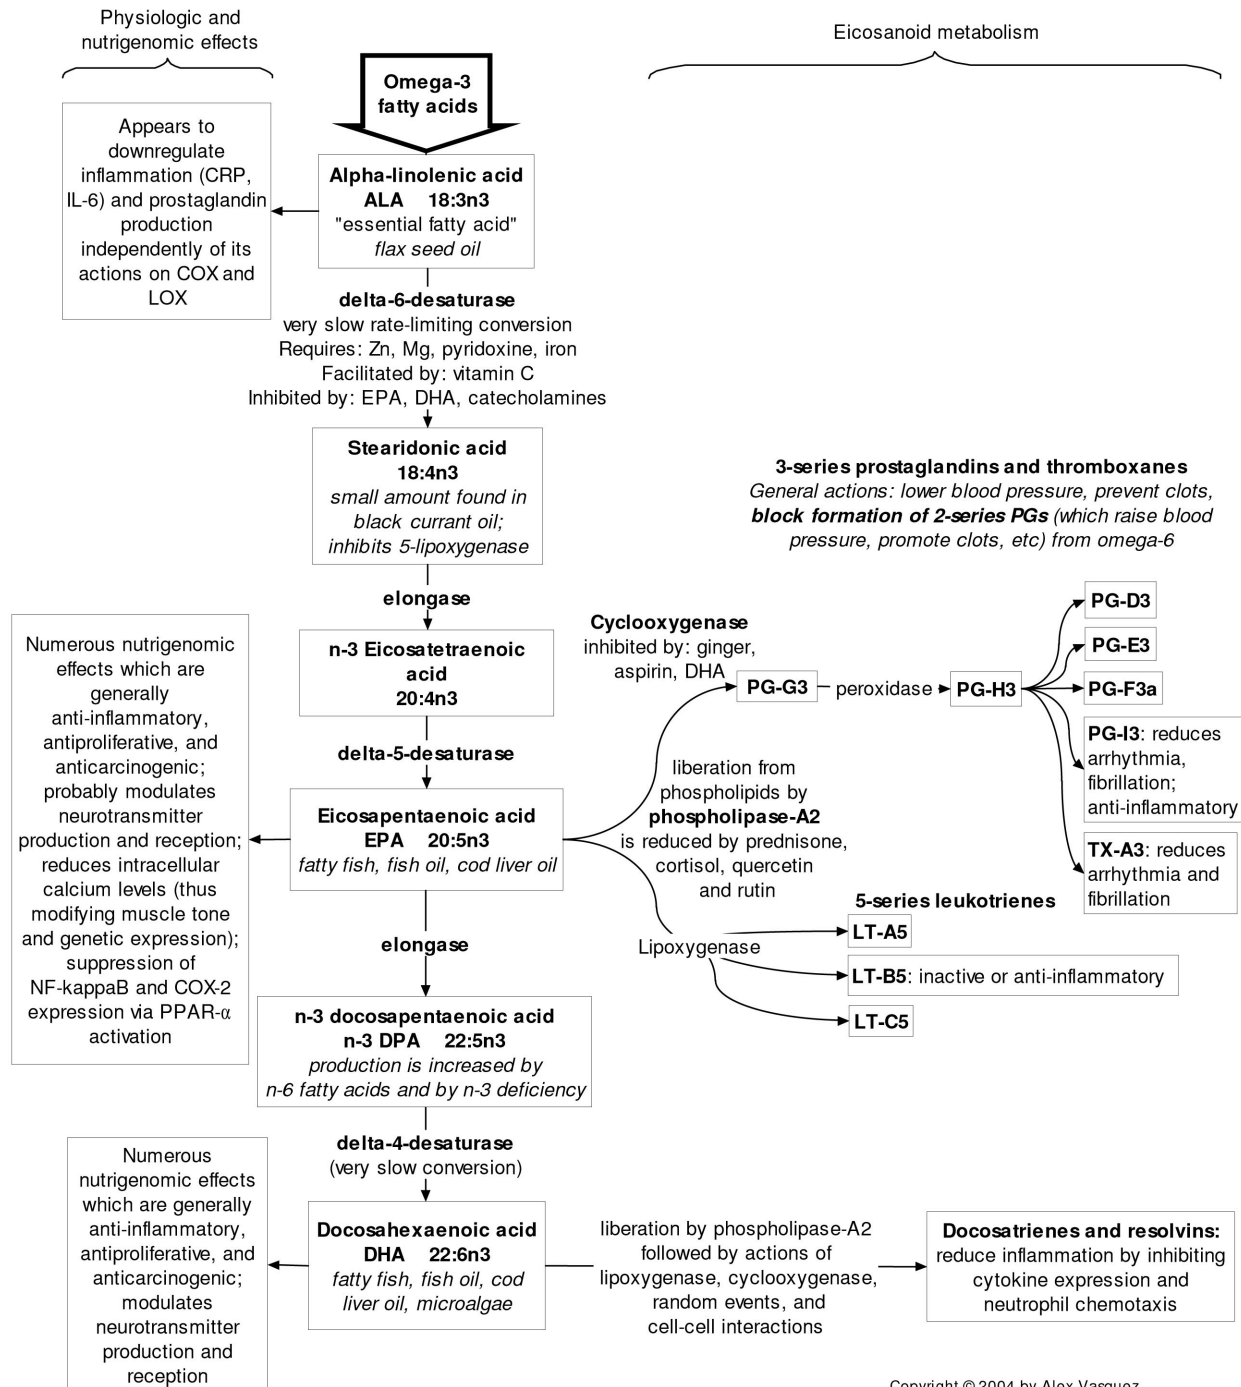 Physiologic and
nutrigenomic effects
Eicosanoid metabolism
Omega-3
fatty acids
Appears to
downregulate
inflammation (CRP,
IL-6) and prostaglandin
production
independently of its
actions on COX and
LOX
Alpha-linolenic acid
ALA 18:3n3
"essential fatty acid"
flax seed oil
delta-6-desaturase
very slow rate-limiting conversion
Requires: Zn, Mg, pyridoxine, iron
Facilitated by: vitamin C
Inhibited by: EPA, DHA, catecholamines
Stearidonic acid
18:4n3
small amount found in
black currant oil;
inhibits 5-lipoxygenase
elongase
n-3 Eicosatetraenoic
acid
20:4n3
delta-5-desaturase
Eicosapentaenoic acid
EPA 20:5n3
fatty fish, fish oil, cod liver oil
Numerous nutrigenomic
effects which are
generally
anti-inflammatory,
antiproliferative, and
anticarcinogenic;
probably modulates
neurotransmitter
production and reception;
reduces intracellular
calcium levels (thus
modifying muscle tone
and genetic expression);
suppression of
NF-kappaB and COX-2
expression via PPAR-α
activation
3-series prostaglandins and thromboxanes
General actions: lower blood pressure, prevent clots,
block formation of 2-series PGs (which raise blood
pressure, promote clots, etc) from omega-6
Cyclooxygenase
inhibited by: ginger,
aspirin, DHA
PG-G3
peroxidase
PG-H3
PG-D3
PG-E3
PG-F3a
PG-I3: reduces
arrhythmia,
fibrillation;
anti-inflammatory
TX-A3: reduces
arrhythmia and
fibrillation
liberation from
phospholipids by
phospholipase-A2
is reduced by prednisone,
cortisol, quercetin
and rutin
5-series leukotrienes
Lipoxygenase
LT-A5
LT-B5: inactive or anti-inflammatory
LT-C5
elongase
n-3 docosapentaenoic acid
n-3 DPA 22:5n3
production is increased by
n-6 fatty acids and by n-3 deficiency
delta-4-desaturase
(very slow conversion)
Docosahexaenoic acid
DHA 22:6n3
fatty fish, fish oil, cod
liver oil, microalgae
Numerous
nutrigenomic effects
which are generally
anti-inflammatory,
antiproliferative, and
anticarcinogenic;
modulates
neurotransmitter
production and
reception
liberation by phospholipase-A2
followed by actions of
lipoxygenase, cyclooxygenase,
random events, and
cell-cell interactions
Docosatrienes and resolvins:
reduce inflammation by inhibiting
cytokine expression and
neutrophil chemotaxis
Copyright © 2004 by Alex Vasquez